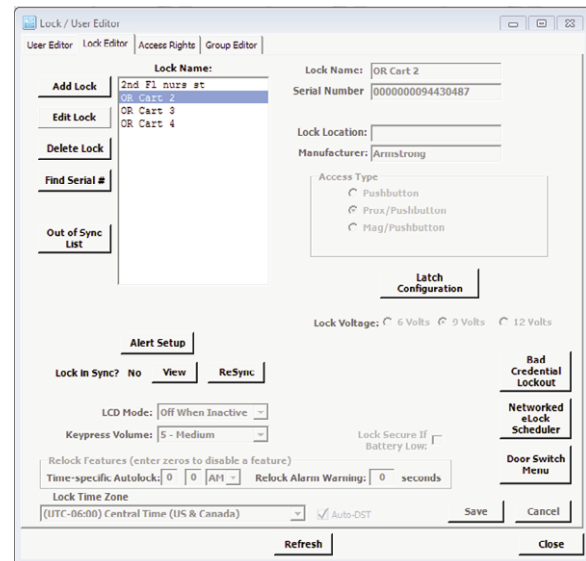 Lock / User Editor
User Editor Lock Editor Access Rights Group Editor
Lock Name:
Add Lock
Edit Lock
Delete Lock
Find Serial #
Out of Sync
List
2nd Fl nurs st
OR Cart 2
OR Cart 3
OR Cart 4
Lock Name: OR Cart 2
Serial Number 0000000094430487
Lock Location:
Manufacturer: Armstrong
Access Type
Pushbutton
Prox/Pushbutton
Mag/Pushbutton
Latch
Configuration
Lock Voltage: 6 Volts 9 Volts 12 Volts
Alert Setup
Lock in Sync? No View ReSync
Bad
Credential
Lockout
Networked
eLock
Scheduler
Door Switch
Menu
LCD Mode: Off When Inactive
Keypress Volume: 5 - Medium
Lock Secure If
Battery Low:
Relock Features (enter zeros to disable a feature)
Time-specific Autolock: 0 0 AM Relock Alarm Warning: 0 seconds
Lock Time Zone
(UTC-06:00) Central Time (US & Canada) Auto-DST
Save Cancel
Refresh Close